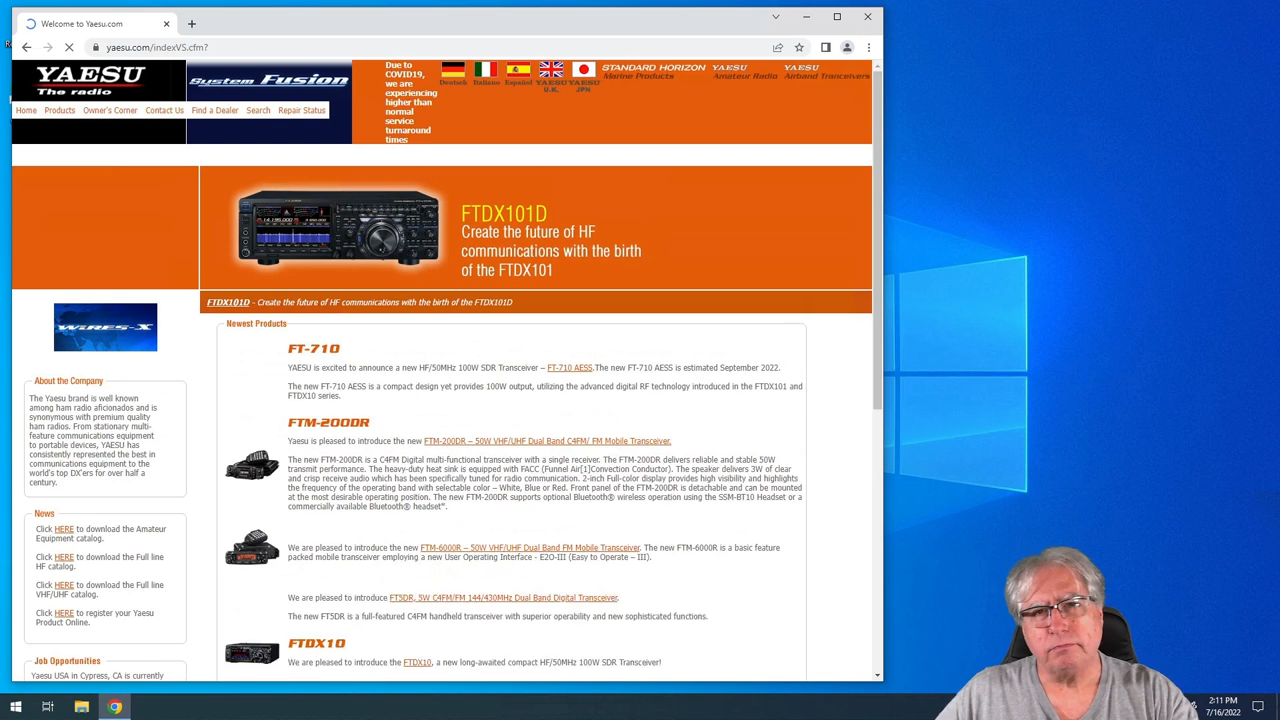 Welcome to Yaesu.com
yaesu.com/indexVS.cfm?
YAESU
The radio
System Fusion
Due to
COVID19,
we are
experiencing
higher than
normal
service
turnaround
times
Deutsch
Italiano
Español
YAESU
U.K.
YAESU
JPN
STANDARD HORIZON
Marine Products
YAESU
Amateur Radio
YAESU
Airband Tranceivers
Home Products Owner's Corner Contact Us Find a Dealer Search Repair Status
FTDX101D
Create the future of HF
communications with the birth
of the FTDX101
FTDX101D - Create the future of HF communications with the birth of the FTDX101D
WIRES-X
About the Company
The Yaesu brand is well known
among ham radio aficionados and is
synonymous with premium quality
ham radios. From stationary multi-
feature communications equipment
to portable devices, YAESU has
consistently represented the best in
communications equipment to the
world's top DX'ers for over half a
century.
News
Click HERE to download the Amateur
Equipment catalog.
Click HERE to download the Full line
HF catalog.
Click HERE to download the Full line
VHF/UHF catalog.
Click HERE to register your Yaesu
Product Online.
Job Opportunities
Yaesu USA in Cypress, CA is currently
Newest Products
FT-710
YAESU is excited to announce a new HF/50MHz 100W SDR Transceiver – FT-710 AESS.The new FT-710 AESS is estimated September 2022.
The new FT-710 AESS is a compact design yet provides 100W output, utilizing the advanced digital RF technology introduced in the FTDX101 and
FTDX10 series.
FTM-200DR
Yaesu is pleased to introduce the new FTM-200DR – 50W VHF/UHF Dual Band C4FM/ FM Mobile Transceiver.
The new FTM-200DR is a C4FM Digital multi-functional transceiver with a single receiver. The FTM-200DR delivers reliable and stable 50W
transmit performance. The heavy-duty heat sink is equipped with FACC (Funnel Air[1]Convection Conductor). The speaker delivers 3W of clear
and crisp receive audio which has been specifically tuned for radio communication. 2-inch Full-color display provides high visibility and highlights
the frequency of the operating band with selectable color – White, Blue or Red. Front panel of the FTM-200DR is detachable and can be mounted
at the most desirable operating position. The new FTM-200DR supports optional Bluetooth® wireless operation using the SSM-BT10 Headset or a
commercially available Bluetooth® headset".
We are pleased to introduce the new FTM-6000R – 50W VHF/UHF Dual Band FM Mobile Transceiver. The new FTM-6000R is a basic feature
packed mobile transceiver employing a new User Operating Interface - E2O-III (Easy to Operate – III).
We are pleased to introduce FT5DR, 5W C4FM/FM 144/430MHz Dual Band Digital Transceiver.
The new FT5DR is a full-featured C4FM handheld transceiver with superior operability and new sophisticated functions.
FTDX10
We are pleased to introduce the FTDX10, a new long-awaited compact HF/50MHz 100W SDR Transceiver!
2:11 PM
7/16/2022